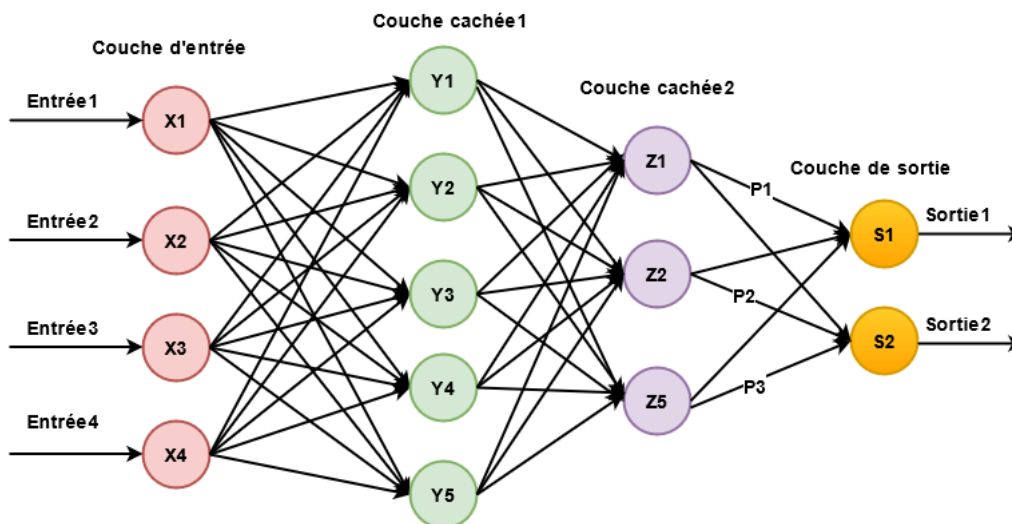 Couche d'entrée
Couche cachée1
Couche cachée2
Couche de sortie
Entrée1
Entrée2
Entrée3
Entrée4
X1
X2
X3
X4
Y1
Y2
Y3
Y4
Y5
Z1
Z2
Z5
P1
P2
P3
S1
S2
Sortie1
Sortie2